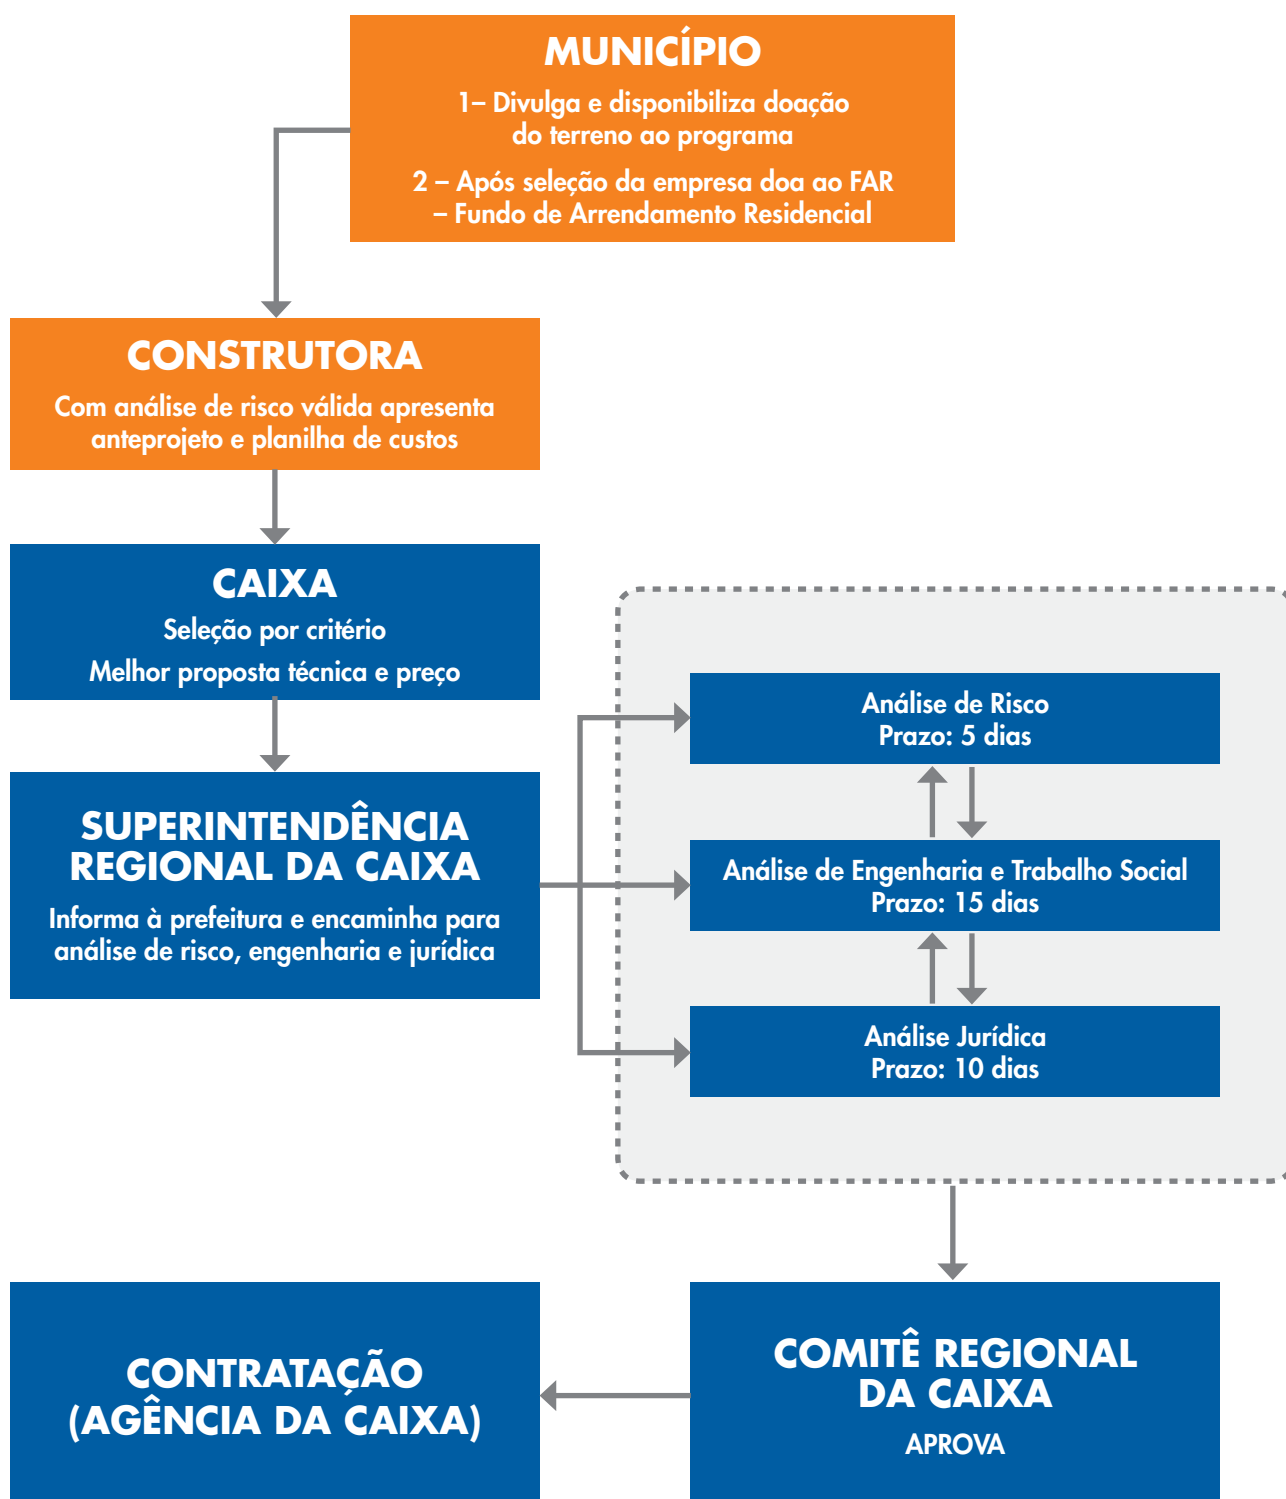 MUNICÍPIO
1– Divulga e disponibiliza doação
do terreno ao programa
2 – Após seleção da empresa doa ao FAR
– Fundo de Arrendamento Residencial
CONSTRUTORA
Com análise de risco válida apresenta
anteprojeto e planilha de custos
CAIXA
Seleção por critério
Melhor proposta técnica e preço
SUPERINTENDÊNCIA
REGIONAL DA CAIXA
Informa à prefeitura e encaminha para
análise de risco, engenharia e jurídica
Análise de Risco
Prazo: 5 dias
Análise de Engenharia e Trabalho Social
Prazo: 15 dias
Análise Jurídica
Prazo: 10 dias
COMITÊ REGIONAL
DA CAIXA
APROVA
CONTRATAÇÃO
(AGÊNCIA DA CAIXA)